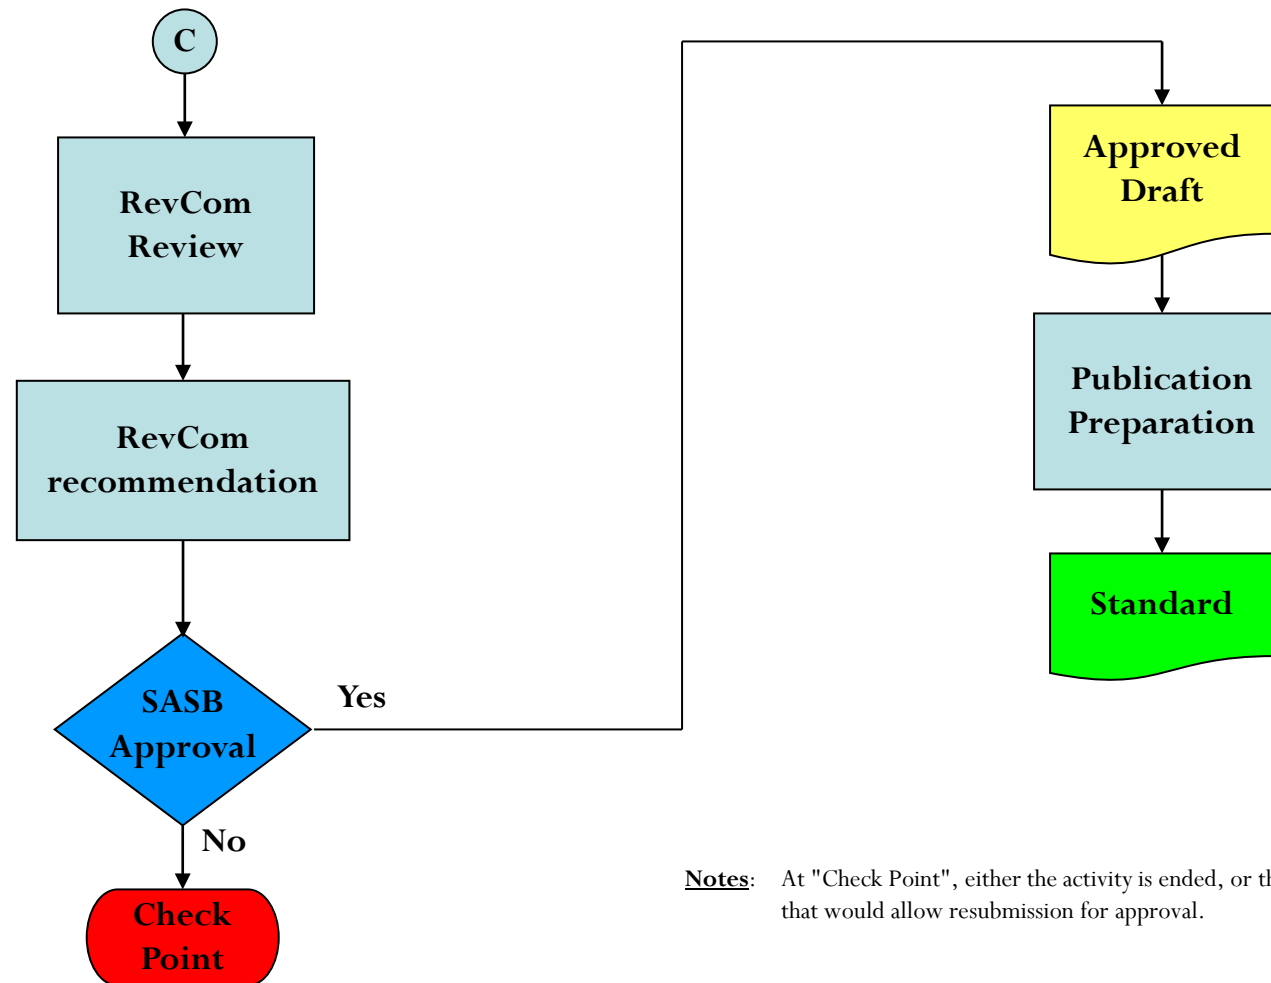 C
RevCom
Review
RevCom
recommendation
SASB
Approval
Yes
No
Check
Point
Approved
Draft
Publication
Preparation
Standard
Notes: At "Check Point", either the activity is ended, or
that would allow resubmission for approval.